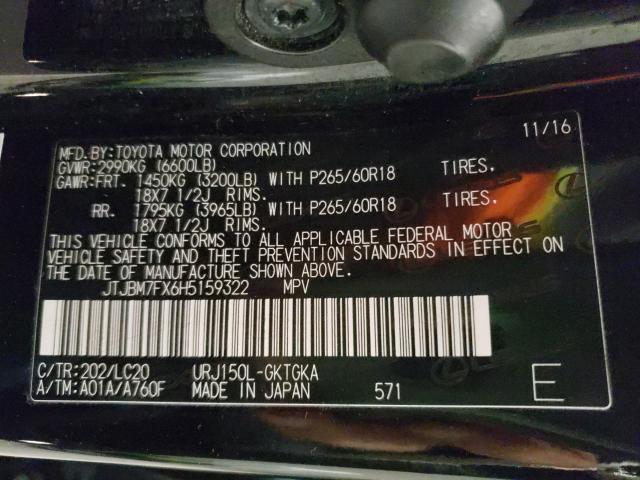 11/16
MFD.BY:TOYOTA MOTOR CORPORATION
GVWR:2990KG (6600LB)
GAWR:FRT. 1450KG (3200LB) WITH P265/60R18 TIRES.
18X7 1/2J RIMS.
RR. 1795KG (3965LB) WITH P265/60R18 TIRES.
18X7 1/2J RIMS.
THIS VEHICLE CONFORMS TO ALL APPLICABLE FEDERAL MOTOR
VEHICLE SAFETY AND THEFT PREVENTION STANDARDS IN EFFECT ON
THE DATE OF MANUFACTURE SHOWN ABOVE.
JTJBM7FX6H5159322 MPV
C/TR:202/LC20 URJ150L-GKTGKA
A/TM:A01A/A760F MADE IN JAPAN 571 E